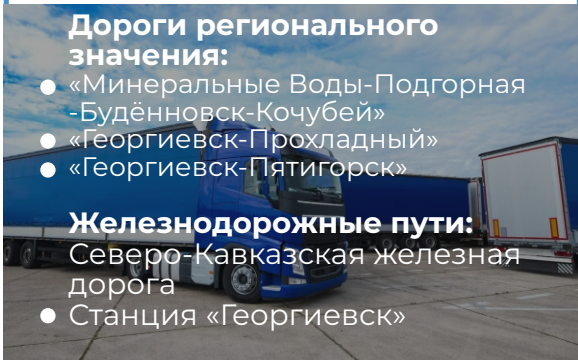 Дороги регионального
значения:
● «Минеральные Воды-Подгорная
-Будённовск-Кочубей»
● «Георгиевск-Прохладный»
● «Георгиевск-Пятигорск»
Железнодорожные пути:
Северо-Кавказская железная
дорога
● Станция «Георгиевск»